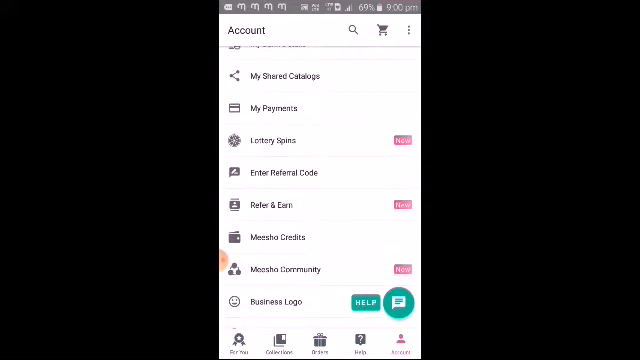 69% 9:00 pm
Account
My Shared Catalogs
My Payments
Lottery Spins New
Enter Referral Code
Refer & Earn New
Meesho Credits
Meesho Community New
Business Logo HELP
For You Collections Orders Help Account